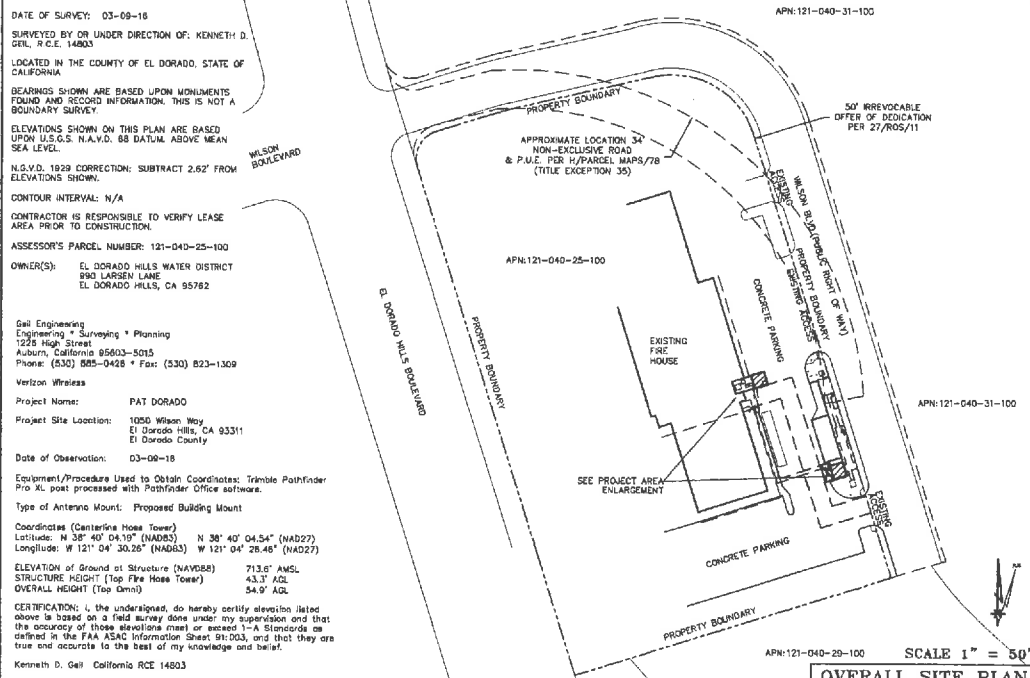 DATE OF SURVEY: 03-09-16
SURVEYED BY OR UNDER DIRECTION OF: KENNETH D.
GEIL, R.C.E. 14803
LOCATED IN THE COUNTY OF EL DORADO, STATE OF
CALIFORNIA
BEARINGS SHOWN ARE BASED UPON MONUMENTS
FOUND AND RECORD INFORMATION. THIS IS NOT A
BOUNDARY SURVEY.
ELEVATIONS SHOWN ON THIS PLAN ARE BASED
UPON U.S.G.S. N.A.V.D. 88 DATUM. ABOVE MEAN
SEA LEVEL.
N.G.V.D. 1929 CORRECTION: SUBTRACT 2.62' FROM
ELEVATIONS SHOWN.
CONTOUR INTERVAL: N/A
CONTRACTOR IS RESPONSIBLE TO VERIFY LEASE
AREA PRIOR TO CONSTRUCTION.
ASSESSOR'S PARCEL NUMBER: 121-040-25-100
OWNER(S): EL DORADO HILLS WATER DISTRICT
990 LARSEN LANE
EL DORADO HILLS, CA 95762
Geil Engineering
Engineering * Surveying * Planning
1226 High Street
Auburn, California 95603-5015
Phone: (530) 885-0426 * Fax: (530) 823-1309
Verizon Wireless
Project Name: PAT DORADO
Project Site Location: 1050 Wilson Way
El Dorado Hills, CA 93311
El Dorado County
Date of Observation: 03-09-16
Equipment/Procedure Used to Obtain Coordinates: Trimble Pathfinder
Pro XL post processed with Pathfinder Office software.
Type of Antenna Mount: Proposed Building Mount
Coordinates (Centerline Hose Tower)
Latitude: N 38° 40' 04.19" (NAD83) N 38° 40' 04.54" (NAD27)
Longitude: W 121° 04' 30.26" (NAD83) W 121° 04' 26.46" (NAD27)
ELEVATION of Ground at Structure (NAVD88) 713.6' AMSL
STRUCTURE HEIGHT (Top Fire Hose Tower) 43.3' AGL
OVERALL HEIGHT (Top Omni) 54.9' AGL
CERTIFICATION: I, the undersigned, do hereby certify elevation listed
above is based on a field survey done under my supervision and that
the accuracy of those elevations meet or exceed 1-A Standards as
defined in the FAA ASAC Information Sheet 91:003, and that they are
true and accurate to the best of my knowledge and belief.
Kenneth D. Geil California RCE 14803
APN:121-040-31-100
WILSON
BOULEVARD
PROPERTY BOUNDARY
50' IRREVOCABLE
OFFER OF DEDICATION
PER 27/ROS/11
APPROXIMATE LOCATION 34'
NON-EXCLUSIVE ROAD
& P.U.E. PER H/PARCEL MAPS/78
(TITLE EXCEPTION 35)
EXISTING
ACCESS
WILSON BLVD (PUBLIC RIGHT OF WAY)
PROPERTY BOUNDARY
EXISTING ACCESS
APN:121-040-25-100
CONCRETE PARKING
EL DORADO HILLS BOULEVARD
PROPERTY BOUNDARY
EXISTING
FIRE
HOUSE
APN:121-040-31-100
SEE PROJECT AREA
ENLARGEMENT
EXISTING
ACCESS
CONCRETE PARKING
PROPERTY BOUNDARY
APN:121-040-29-100
SCALE 1" = 50'
OVERALL SITE PLAN